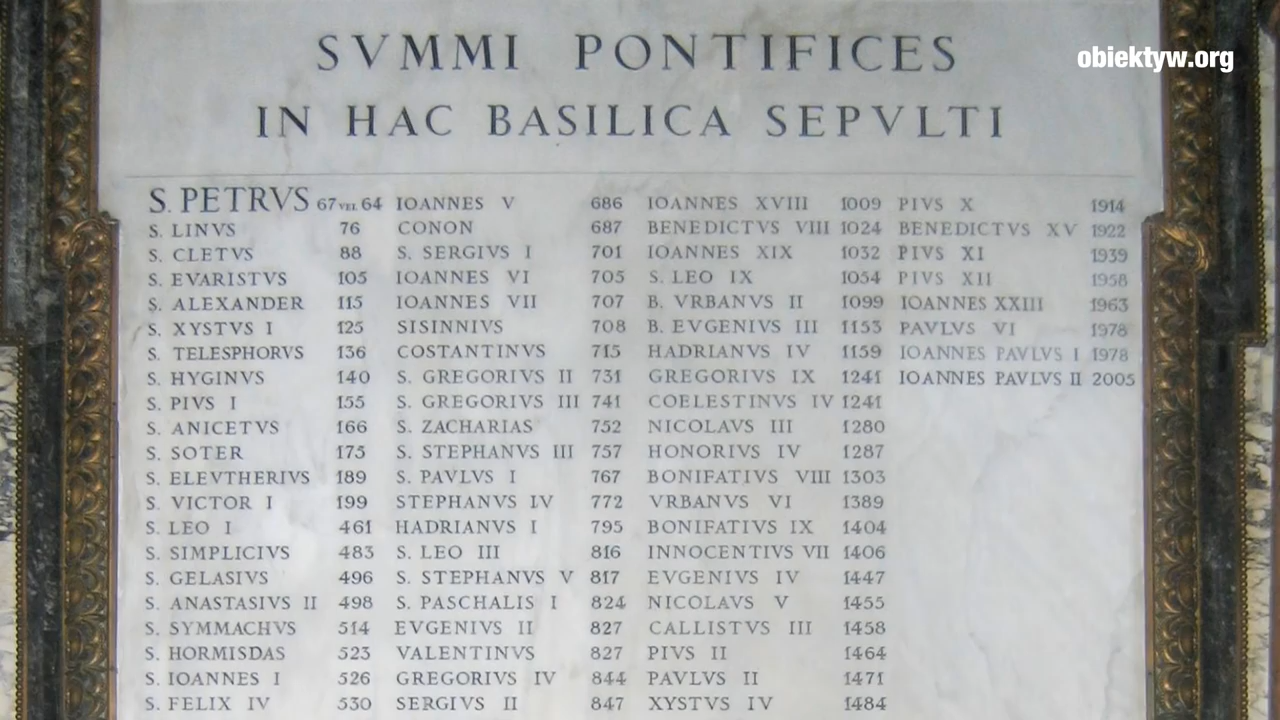 obiektyw.org
SVMMI PONTIFICES
IN HAC BASILICA SEPVLTI
S. PETRVS 67 VEL 64
S. LINVS 76
S. CLETVS 88
S. EVARISTVS 105
S. ALEXANDER 115
S. XYSTVS I 125
S. TELESPHORVS 136
S. HYGINVS 140
S. PIVS I 155
S. ANICETVS 166
S. SOTER 175
S. ELEVTHERIVS 189
S. VICTOR I 199
S. LEO I 461
S. SIMPLICIVS 483
S. GELASIVS 496
S. ANASTASIVS II 498
S. SYMMACHVS 514
S. HORMISDAS 523
S. IOANNES I 526
S. FELIX IV 530
IOANNES V 686
CONON 687
S. SERGIVS I 701
IOANNES VI 705
IOANNES VII 707
SISINNIVS 708
COSTANTINVS 715
S. GREGORIVS II 731
S. GREGORIVS III 741
S. ZACHARIAS 752
S. STEPHANVS III 757
S. PAVLVS I 767
STEPHANVS IV 772
HADRIANVS I 795
S. LEO III 816
S. STEPHANVS V 817
S. PASCHALIS I 824
EVGENIVS II 827
VALENTINVS 827
GREGORIVS IV 844
SERGIVS II 847
IOANNES XVIII 1009
BENEDICTVS VIII 1024
IOANNES XIX 1032
S. LEO IX 1054
B. VRBANVS II 1099
B. EVGENIVS III 1153
HADRIANVS IV 1159
GREGORIVS IX 1241
COELESTINVS IV 1241
NICOLAVS III 1280
HONORIVS IV 1287
BONIFATIVS VIII 1303
VRBANVS VI 1389
BONIFATIVS IX 1404
INNOCENTIVS VII 1406
EVGENIVS IV 1447
NICOLAVS V 1455
CALLISTVS III 1458
PIVS II 1464
PAVLVS II 1471
XYSTVS IV 1484
PIVS X 1914
BENEDICTVS XV 1922
PIVS XI 1939
PIVS XII 1958
IOANNES XXIII 1963
PAVLVS VI 1978
IOANNES PAVLVS I 1978
IOANNES PAVLVS II 2005